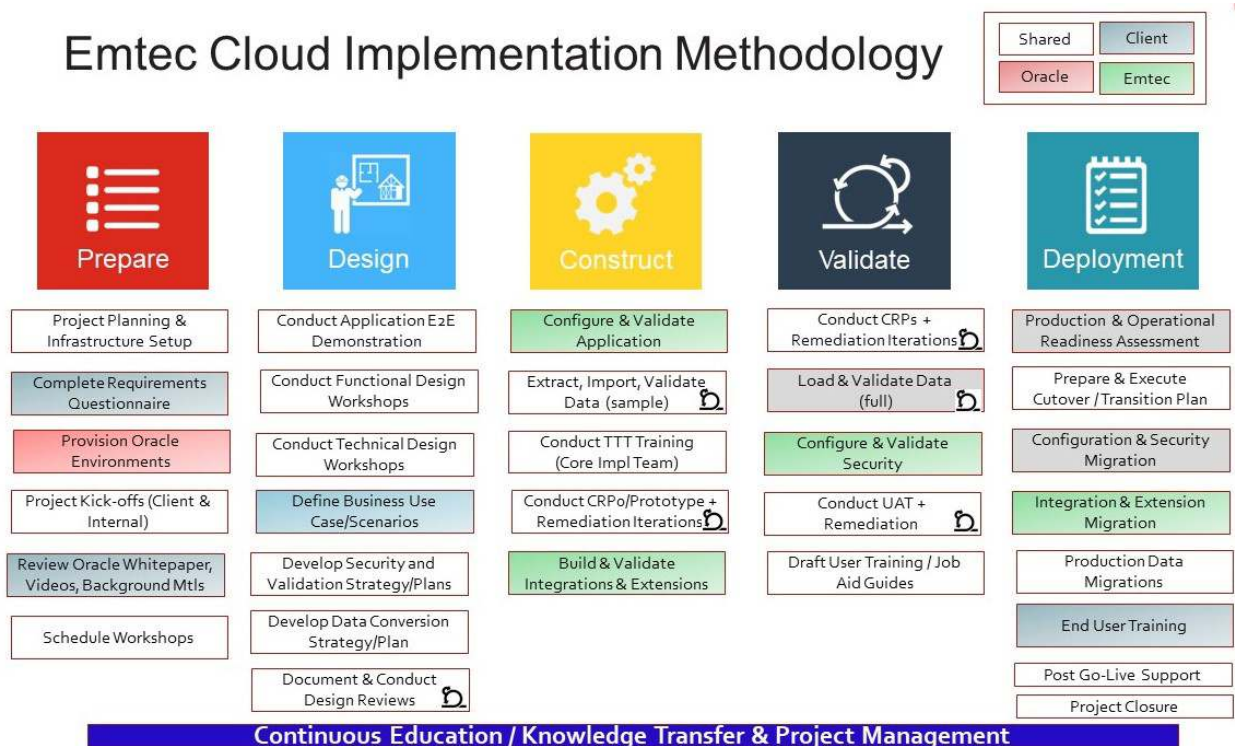 Emtec Cloud Implementation Methodology
Shared
Client
Oracle
Emtec
Prepare
Project Planning &
Infrastructure Setup
Complete Requirements
Questionnaire
Provision Oracle
Environments
Project Kick-offs (Client &
Internal)
Review Oracle Whitepaper,
Videos, Background Mtls
Schedule Workshops
Design
Conduct Application E2E
Demonstration
Conduct Functional Design
Workshops
Conduct Technical Design
Workshops
Define Business Use
Case/Scenarios
Develop Security and
Validation Strategy/Plans
Develop Data Conversion
Strategy/Plan
Document & Conduct
Design Reviews
Construct
Configure & Validate
Application
Extract, Import, Validate
Data (sample)
Conduct TTT Training
(Core Impl Team)
Conduct CRP0/Prototype +
Remediation Iterations
Build & Validate
Integrations & Extensions
Validate
Conduct CRPs +
Remediation Iterations
Load & Validate Data
(full)
Configure & Validate
Security
Conduct UAT +
Remediation
Draft User Training / Job
Aid Guides
Deployment
Production & Operational
Readiness Assessment
Prepare & Execute
Cutover / Transition Plan
Configuration & Security
Migration
Integration & Extension
Migration
Production Data
Migrations
End User Training
Post Go-Live Support
Project Closure
Continuous Education / Knowledge Transfer & Project Management